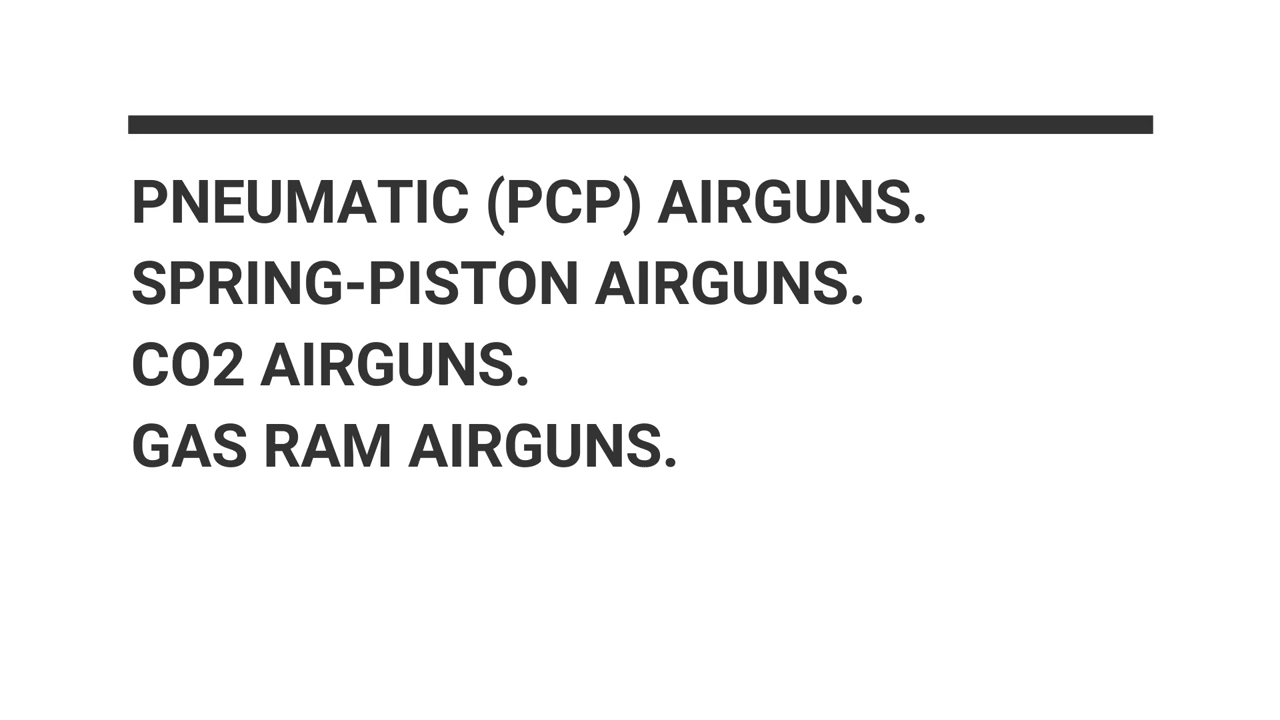 PNEUMATIC (PCP) AIRGUNS.
SPRING-PISTON AIRGUNS.
CO2 AIRGUNS.
GAS RAM AIRGUNS.